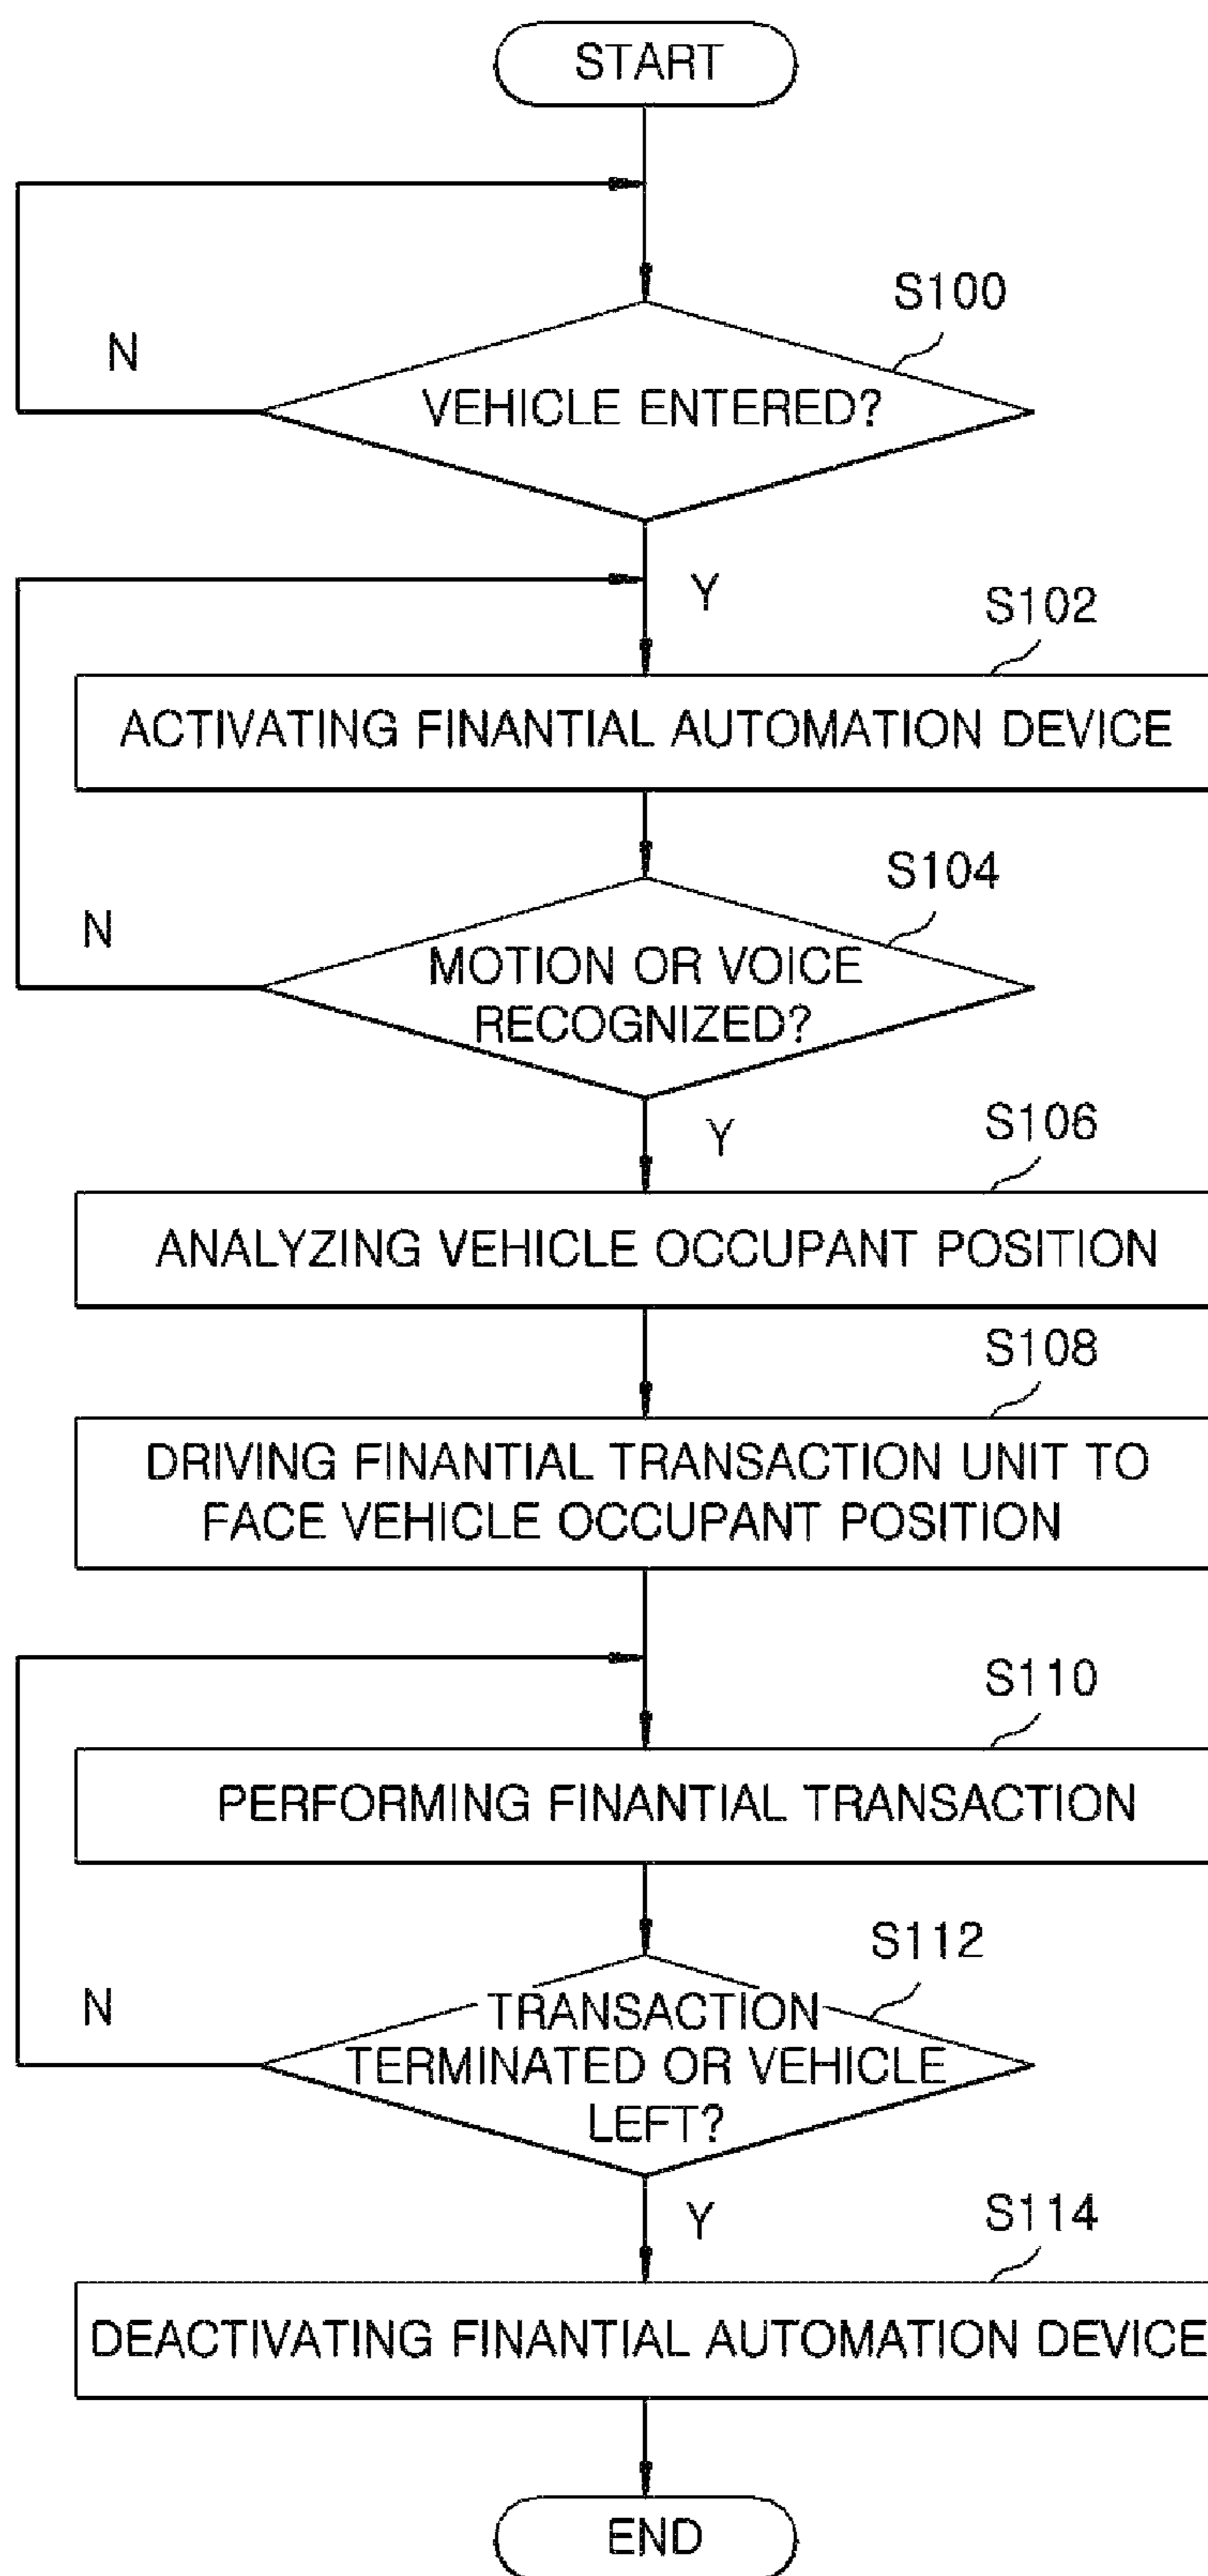 START
S100
N
VEHICLE ENTERED?
Y
S102
ACTIVATING FINANTIAL AUTOMATION DEVICE
S104
N
MOTION OR VOICE
RECOGNIZED?
S106
Y
ANALYZING VEHICLE OCCUPANT POSITION
S108
DRIVING FINANTIAL TRANSACTION UNIT TO
FACE VEHICLE OCCUPANT POSITION
S110
PERFORMING FINANTIAL TRANSACTION
S112
N
TRANSACTION
TERMINATED OR VEHICLE
LEFT?
Y
S114
DEACTIVATING FINANTIAL AUTOMATION DEVICE
END